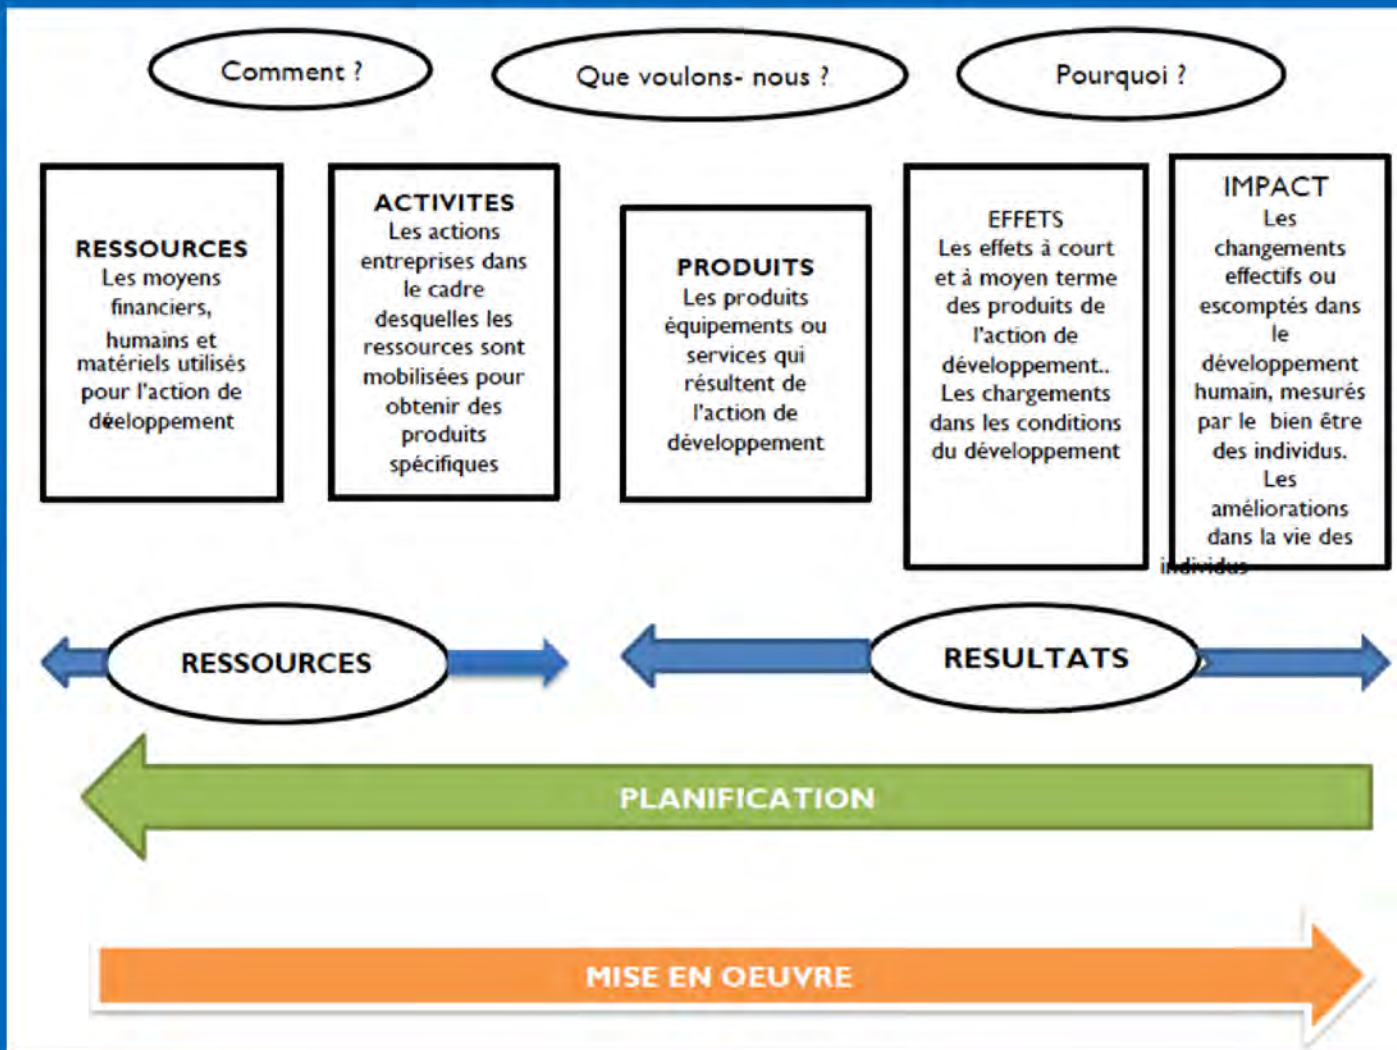 Comment ?
Que voulons- nous ?
Pourquoi ?
RESSOURCES
Les moyens
financiers,
humains et
matériels utilisés
pour l'action de
développement
ACTIVITES
Les actions
entreprises dans
le cadre
desquelles les
ressources sont
mobilisées pour
obtenir des
produits
spécifiques
PRODUITS
Les produits
équipements ou
services qui
résultent de
l'action de
développement
EFFETS
Les effets à court
et à moyen terme
des produits de
l'action de
développement..
Les chargements
dans les conditions
du développement
IMPACT
Les
changements
effectifs ou
escomptés dans
le
développement
humain, mesurés
par le bien être
des individus.
Les
améliorations
dans la vie des
individus
RESSOURCES
RESULTATS
PLANIFICATION
MISE EN OEUVRE